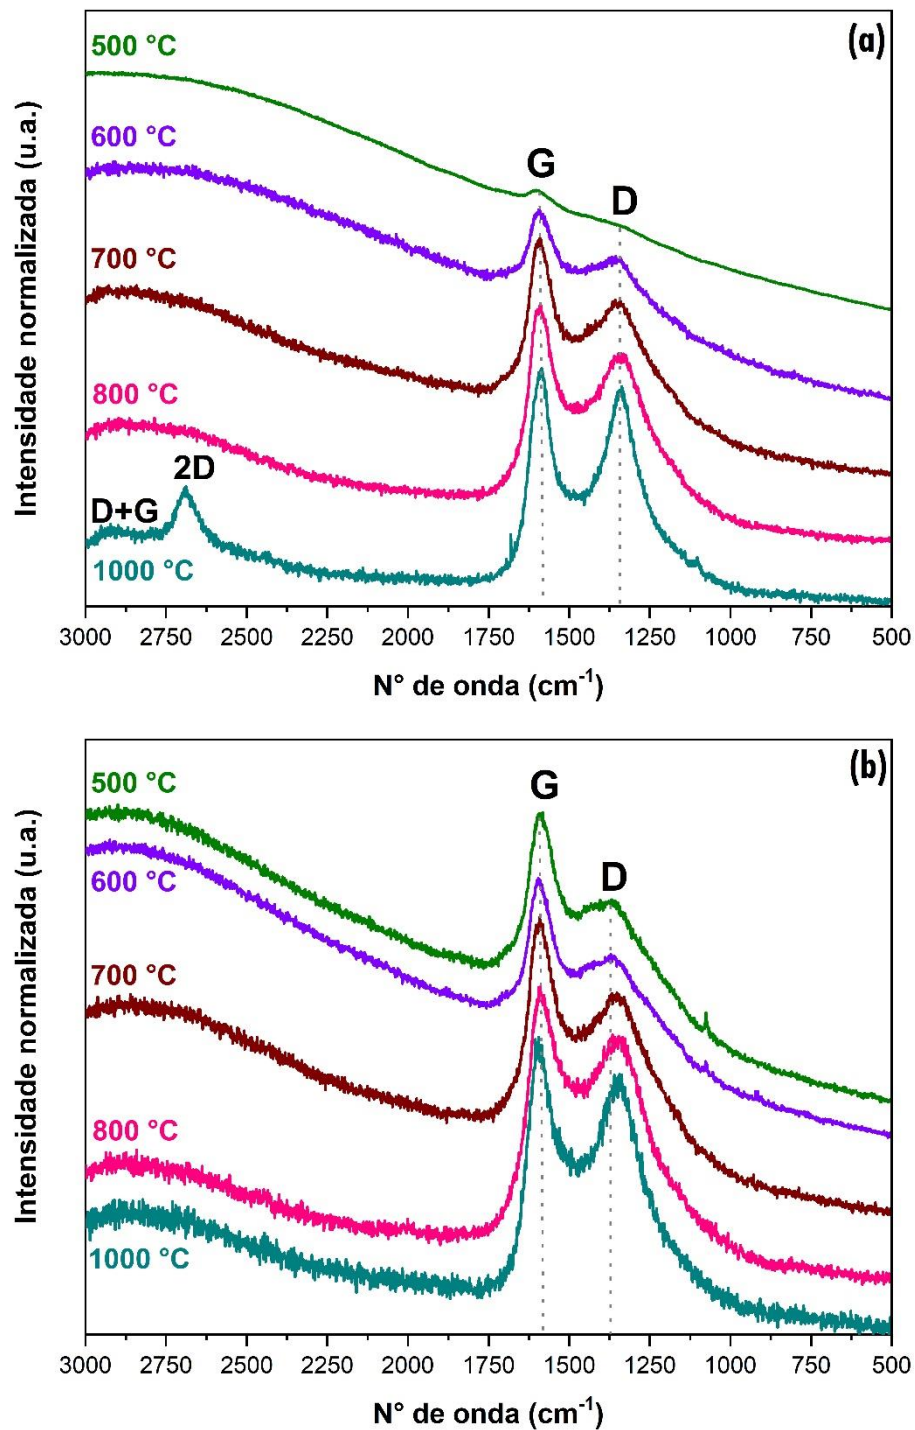 (a)
500 °C
600 °C
G
D
700 °C
800 °C
2D
D+G
1000 °C
Intensidade normalizada (u.a.)
3000 2750 2500 2250 2000 1750 1500 1250 1000 750 500
N° de onda (cm⁻¹)
(b)
500 °C
G
600 °C
D
700 °C
800 °C
1000 °C
Intensidade normalizada (u.a.)
3000 2750 2500 2250 2000 1750 1500 1250 1000 750 500
N° de onda (cm⁻¹)